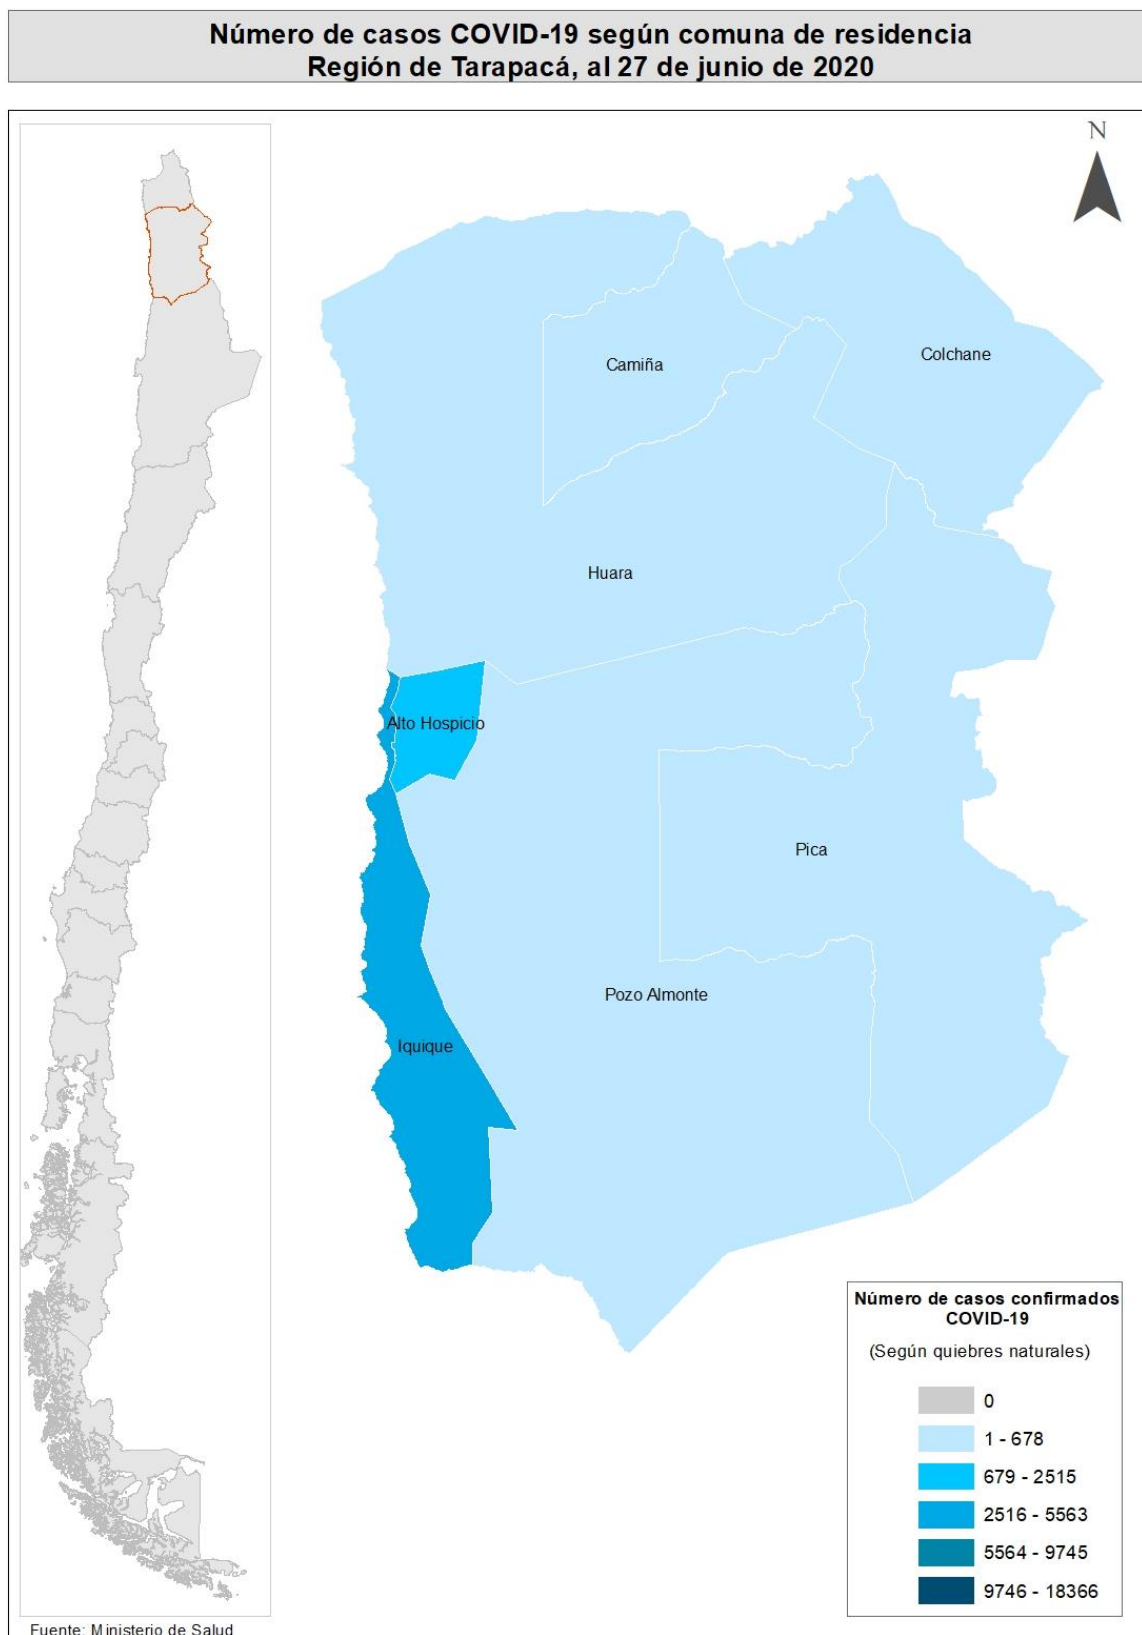 Número de casos COVID-19 según comuna de residencia
Región de Tarapacá, al 27 de junio de 2020
N
Camiña
Colchane
Huara
Alto Hospicio
Pica
Pozo Almonte
Iquique
Número de casos confirmados
COVID-19
(Según quiebres naturales)
0
1 - 678
679 - 2515
2516 - 5563
5564 - 9745
9746 - 18366
Fuente: Ministerio de Salud